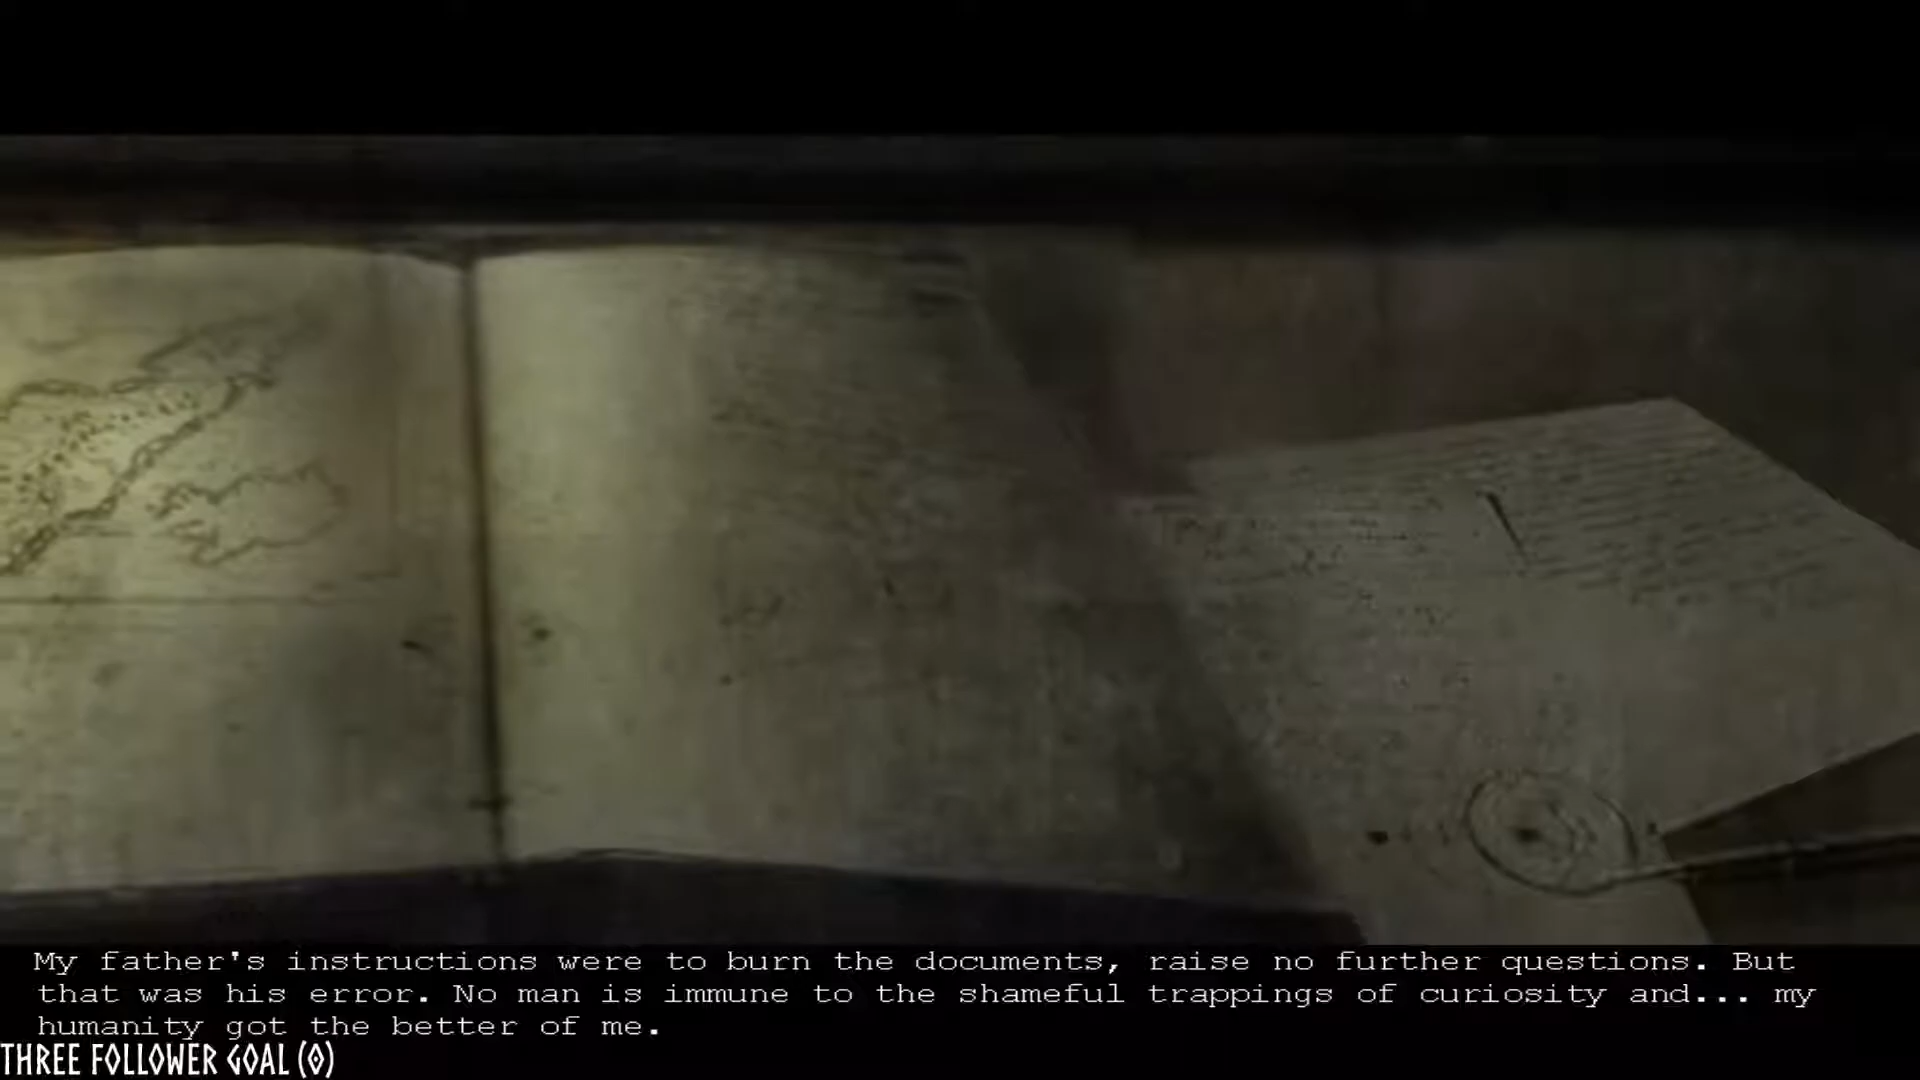 My father's instructions were to burn the documents, raise no further questions. But
that was his error. No man is immune to the shameful trappings of curiosity and... my
humanity got the better of me.
THREE FOLLOWER GOAL (0)